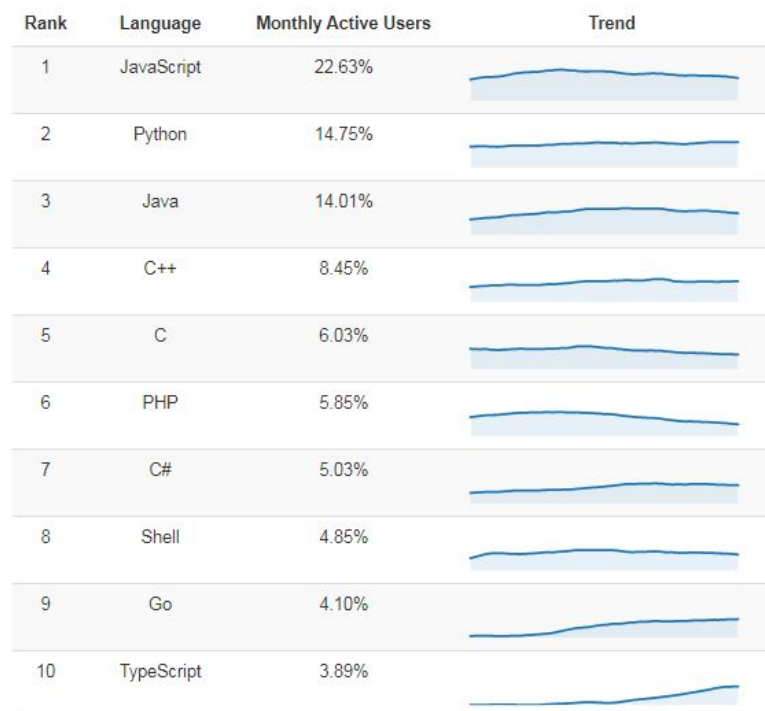 Rank Language Monthly Active Users Trend
1 JavaScript 22.63%
2 Python 14.75%
3 Java 14.01%
4 C++ 8.45%
5 C 6.03%
6 PHP 5.85%
7 C# 5.03%
8 Shell 4.85%
9 Go 4.10%
10 TypeScript 3.89%